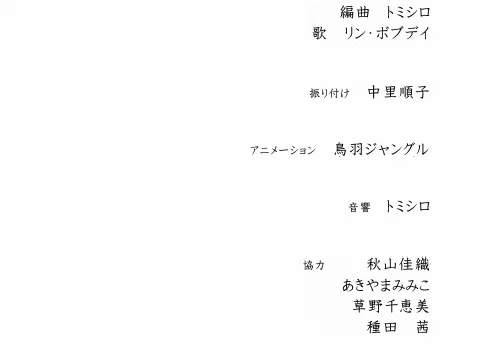 編曲　トミシロ
歌　リン・ボブデイ
振り付け　中里順子
アニメーション　鳥羽ジャングル
音響　トミシロ
協力　秋山佳織
あきやまみみこ
草野千恵美
種田　茜